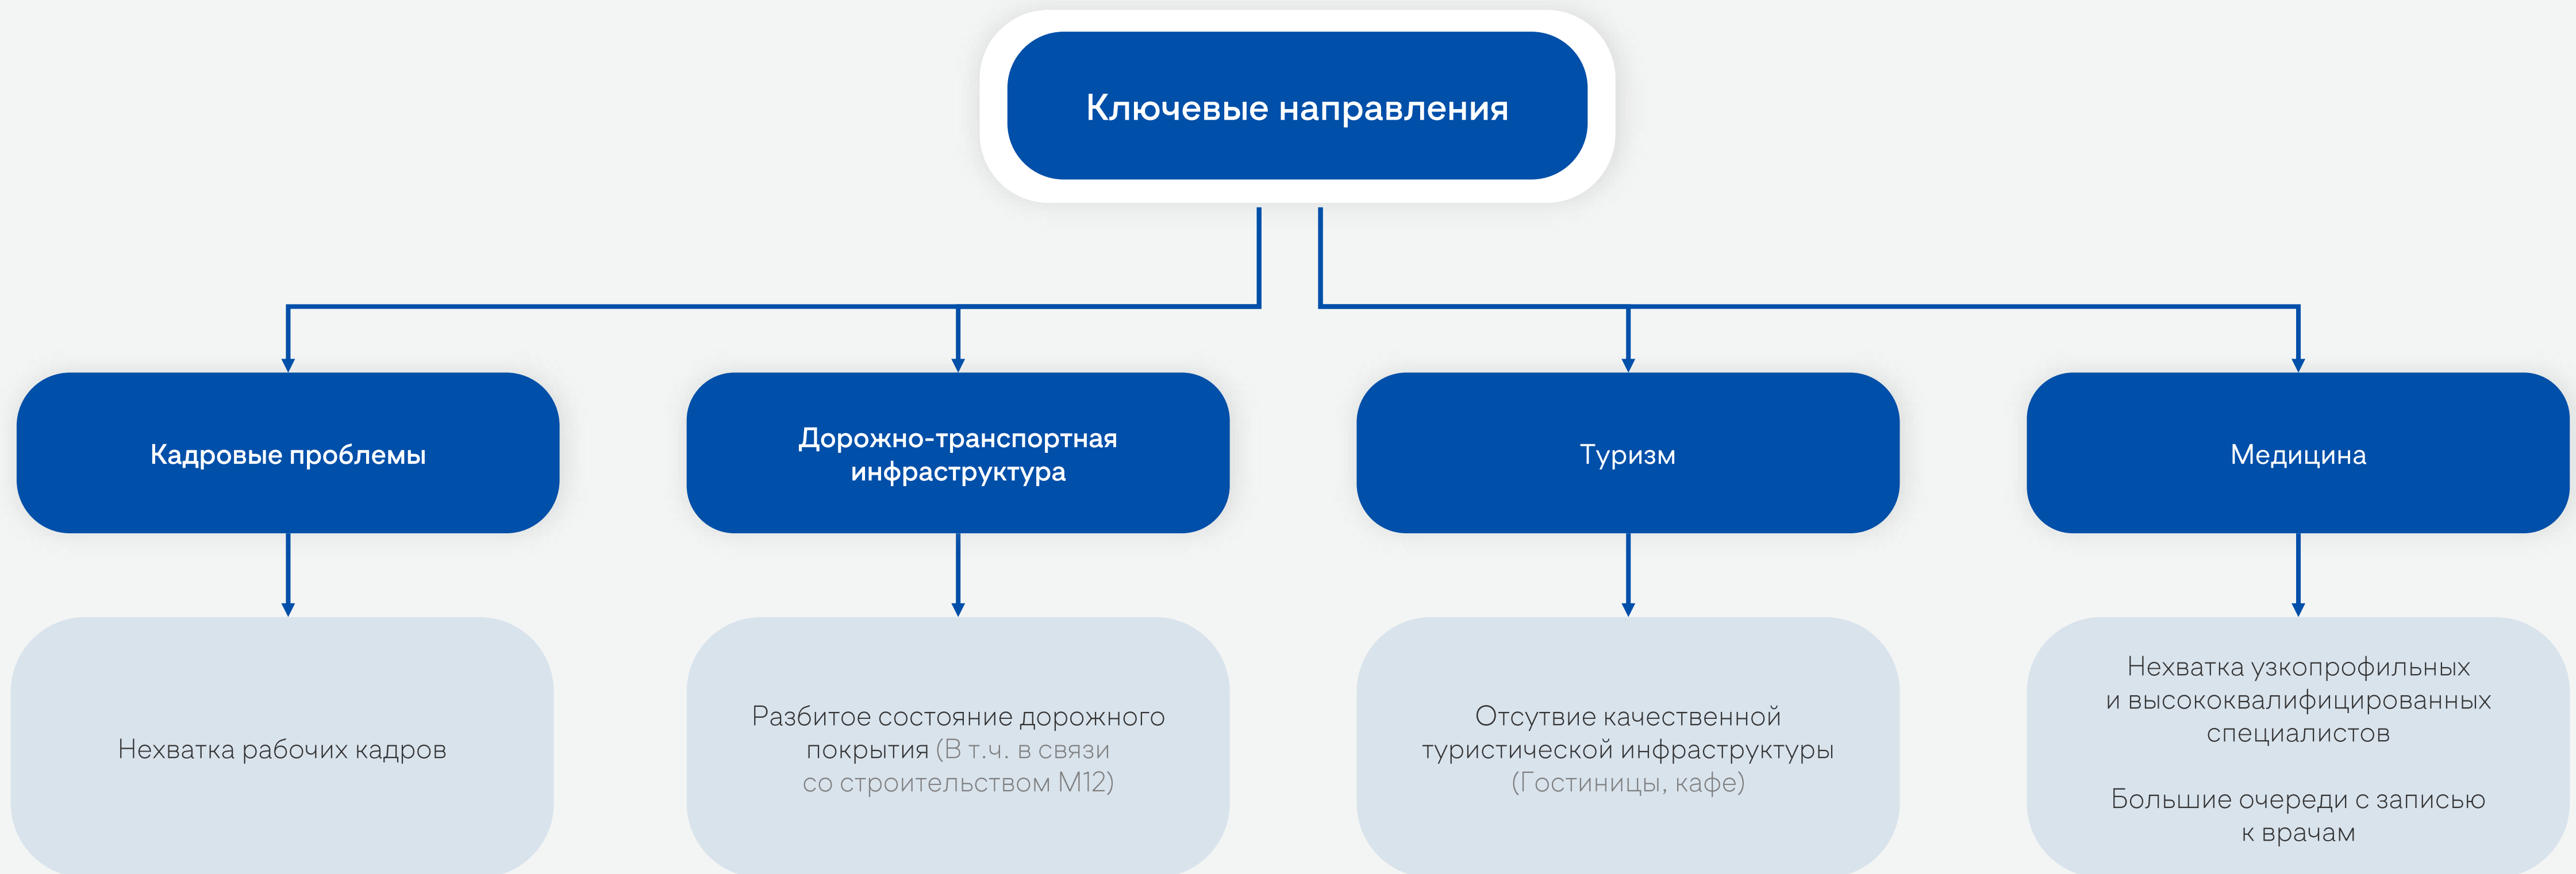 Ключевые направления
Кадровые проблемы
Дорожно-транспортная
инфраструктура
Туризм
Медицина
Нехватка рабочих кадров
Разбитое состояние дорожного
покрытия (В т.ч. в связи
со строительством М12)
Отсутвие качественной
туристической инфраструктуры
(Гостиницы, кафе)
Нехватка узкопрофильных
и высококвалифицированных
специалистов
Большие очереди с записью
к врачам